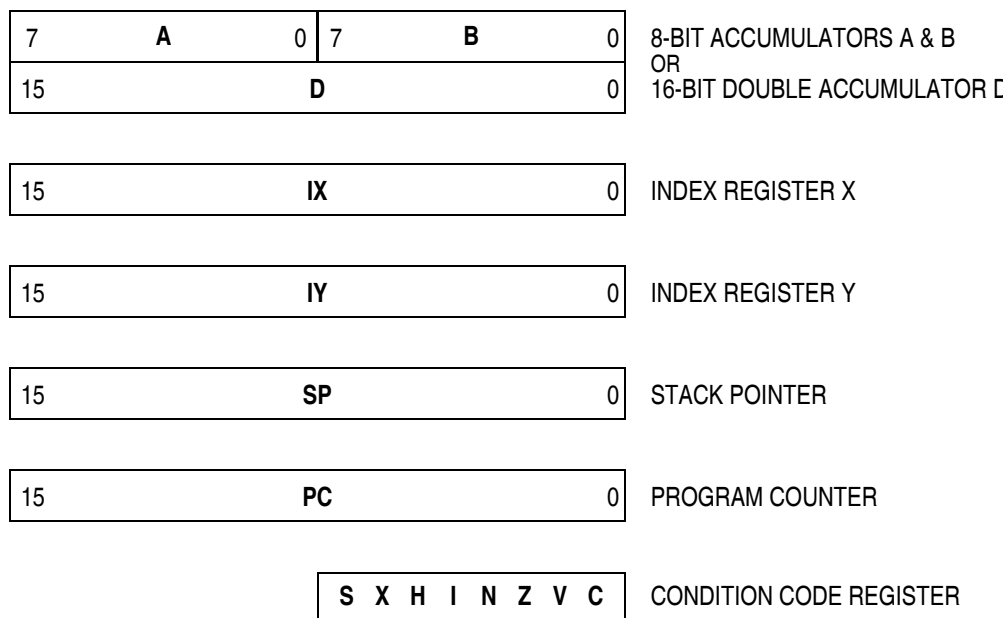 7 A 0 7 B 0 8-BIT ACCUMULATORS A & B
OR
15 D 0 16-BIT DOUBLE ACCUMULATOR D
15 IX 0 INDEX REGISTER X
15 IY 0 INDEX REGISTER Y
15 SP 0 STACK POINTER
15 PC 0 PROGRAM COUNTER
S X H I N Z V C CONDITION CODE REGISTER